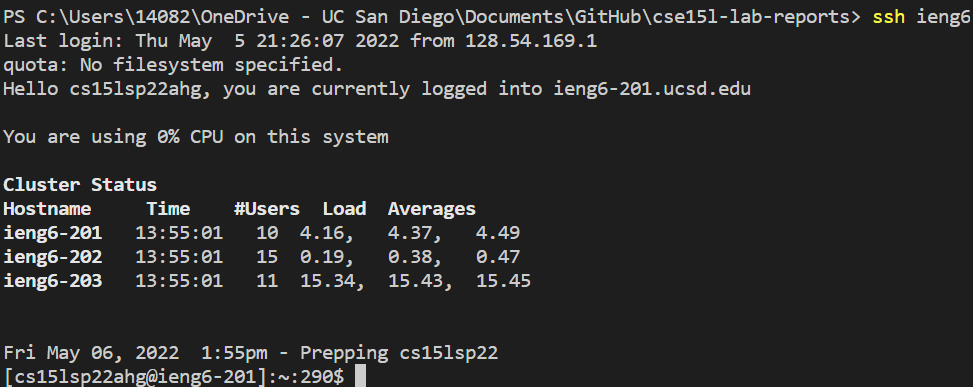 PS C:\Users\14082\OneDrive - UC San Diego\Documents\GitHub\cse15l-lab-reports> ssh ieng6
Last login: Thu May  5 21:26:07 2022 from 128.54.169.1
quota: No filesystem specified.
Hello cs15lsp22ahg, you are currently logged into ieng6-201.ucsd.edu
You are using 0% CPU on this system
Cluster Status
Hostname     Time    #Users  Load  Averages
ieng6-201   13:55:01   10  4.16,   4.37,   4.49
ieng6-202   13:55:01   15  0.19,   0.38,   0.47
ieng6-203   13:55:01   11  15.34,  15.43,  15.45
Fri May 06, 2022  1:55pm - Prepping cs15lsp22
[cs15lsp22ahg@ieng6-201]:~:290$